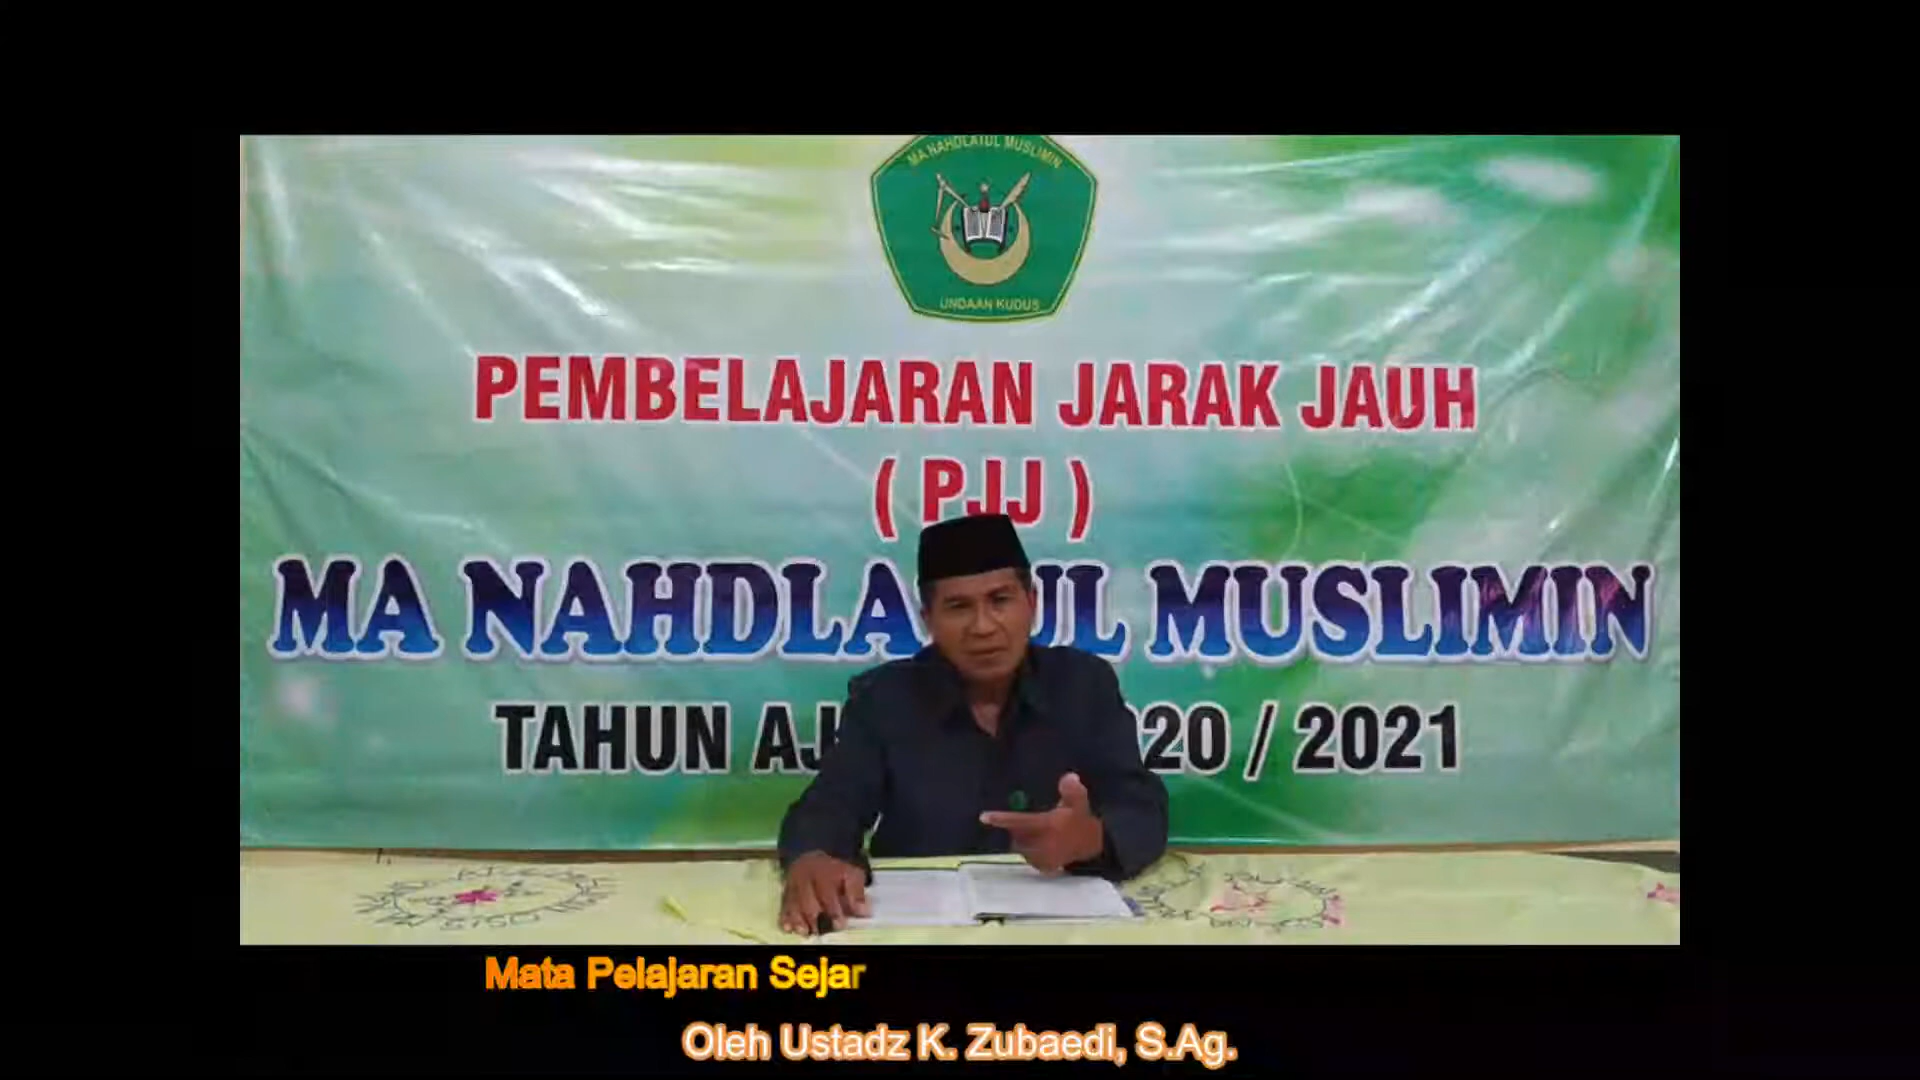 MA NAHDLATUL MUSLIMIN
UNDAAN KUDUS
PEMBELAJARAN JARAK JAUH
( PJJ )
MA NAHDLA UL MUSLIMIN
TAHUN AJ 20 / 2021
Mata Pelajaran Sejar
Oleh Ustadz K. Zubaedi, S.Ag.